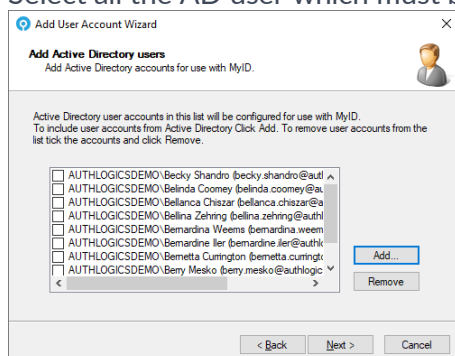 Select all the AD user which must b
Add User Account Wizard
Add Active Directory users
Add Active Directory accounts for use with MyID.
Active Directory user accounts in this list will be configured for use with MyID.
To include user accounts from Active Directory Click Add. To remove user accounts from the
list tick the accounts and click Remove.
AUTHLOGICSDEMO\Becky Shandro (becky.shandro@autl
AUTHLOGICSDEMO\Belinda Coomey (belinda.coomey@au
AUTHLOGICSDEMO\Bellanca Chiszar (bellanca.chiszar@a
AUTHLOGICSDEMO\Bellina Zehring (bellina.zehring@authl
AUTHLOGICSDEMO\Bernardina Weems (bernardina.weem
AUTHLOGICSDEMO\Bernardine Iler (bernardine.iler@authlo
AUTHLOGICSDEMO\Bernetta Currington (bernetta.curringto
AUTHLOGICSDEMO\Berry Mesko (berry.mesko@authlogic
Add...
Remove
< Back
Next >
Cancel